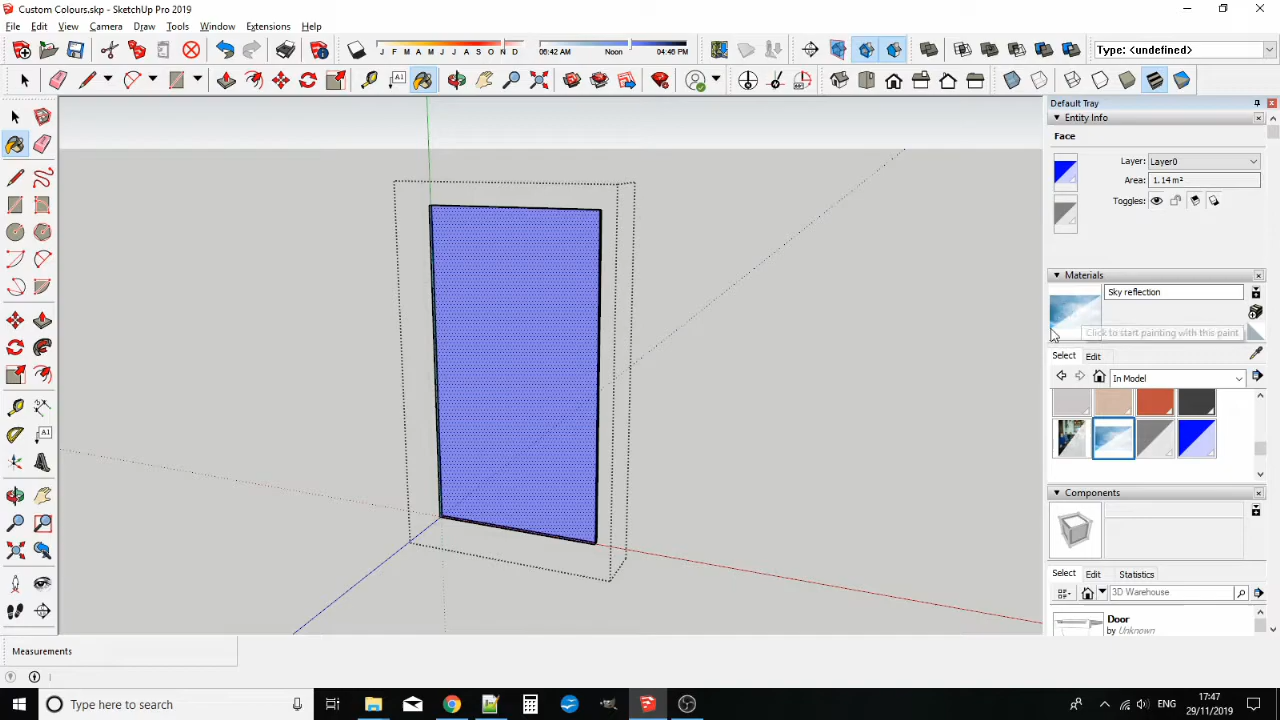 Custom Colours.skp - SketchUp Pro 2019
File Edit View Camera Draw Tools Window Extensions Help
J F M A M J J A S O N D 06:42 AM Noon 04:46 PM Type: <undefined>
Default Tray
Entity Info
Face
Layer: Layer0
Area: 1.14 m²
Toggles:
Materials
Sky reflection
Click to start painting with this paint
Select Edit
In Model
Components
Select Edit Statistics
3D Warehouse
Door
by Unknown
Measurements
Type here to search
ENG
17:47
29/11/2019